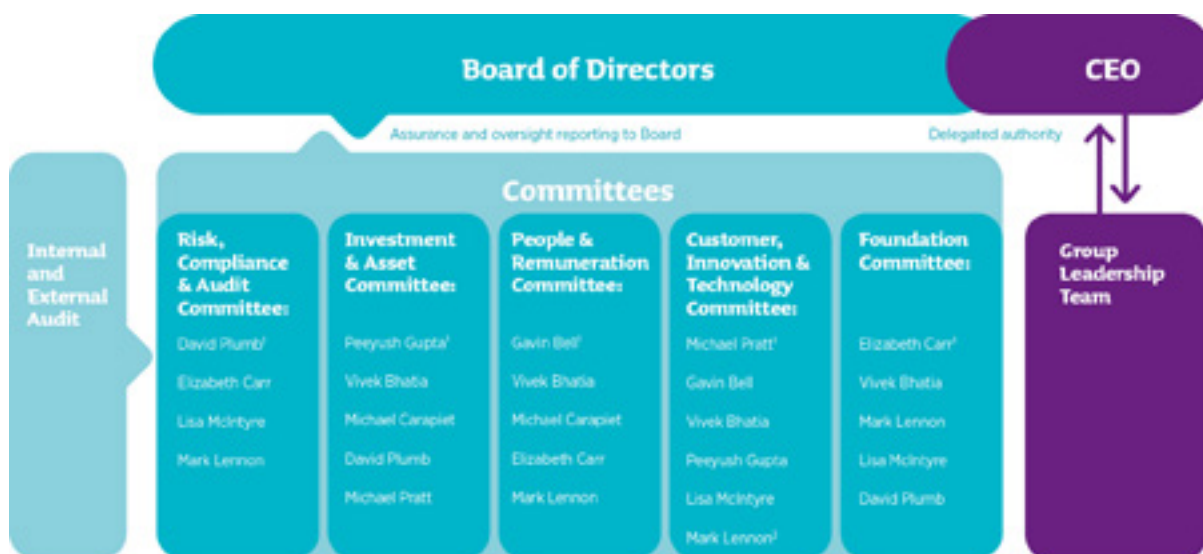 Board of Directors
CEO
Assurance and oversight reporting to Board
Delegated authority
Internal
and
External
Audit
Committees
Risk,
Compliance
& Audit
Committee:
David Plumb¹
Elizabeth Carr
Lisa McIntyre
Mark Lennon
Investment
& Asset
Committee:
Peeyush Gupta¹
Vivek Bhatia
Michael Carapiet
David Plumb
Michael Pratt
People &
Remuneration
Committee:
Gavin Bell¹
Vivek Bhatia
Michael Carapiet
Elizabeth Carr
Mark Lennon
Customer,
Innovation &
Technology
Committee:
Michael Pratt¹
Gavin Bell
Vivek Bhatia
Peeyush Gupta
Lisa McIntyre
Mark Lennon²
Foundation
Committee:
Elizabeth Carr¹
Vivek Bhatia
Mark Lennon
Lisa McIntyre
David Plumb
Group
Leadership
Team